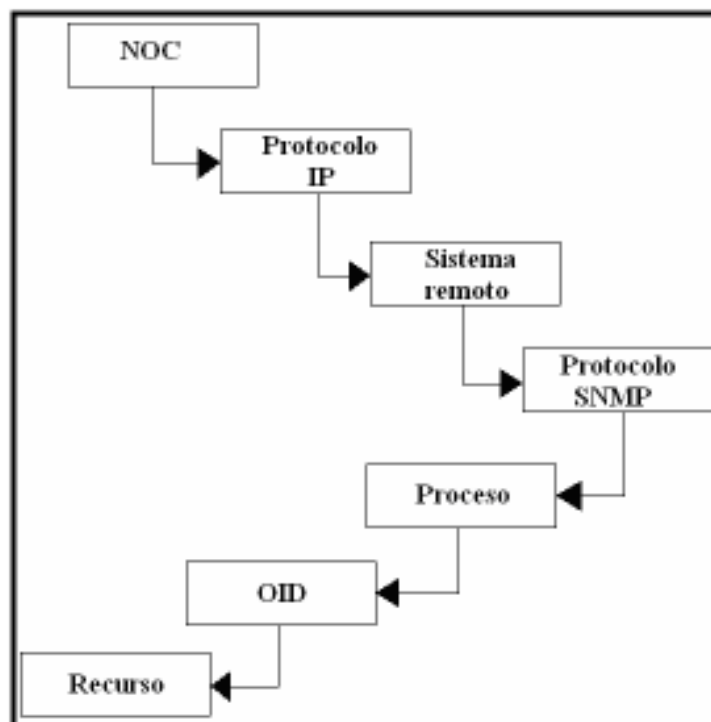 NOC
Protocolo
IP
Sistema
remoto
Protocolo
SNMP
Proceso
OID
Recurso